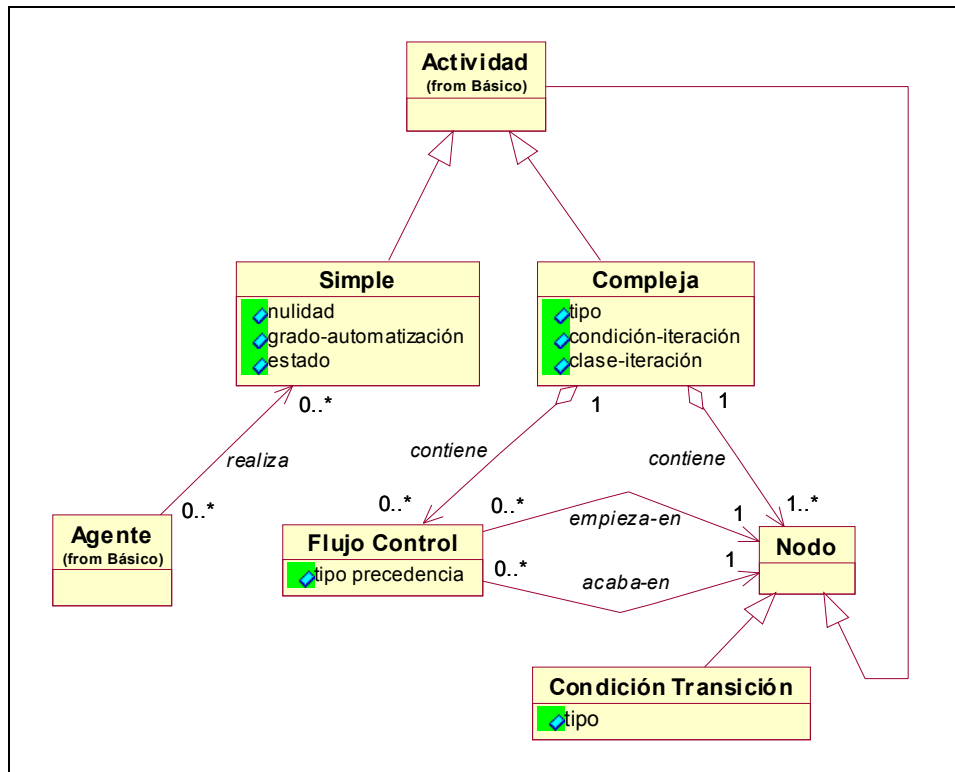 Actividad
(from Básico)
Simple
nulidad
grado-automatización
estado
Compleja
tipo
condición-iteración
clase-iteración
0..*
1
1
realiza
contiene
contiene
0..*
0..*
0..*
1
1..*
Agente
(from Básico)
Flujo Control
tipo precedencia
empieza-en
0..*
1
acaba-en
Nodo
Condición Transición
tipo